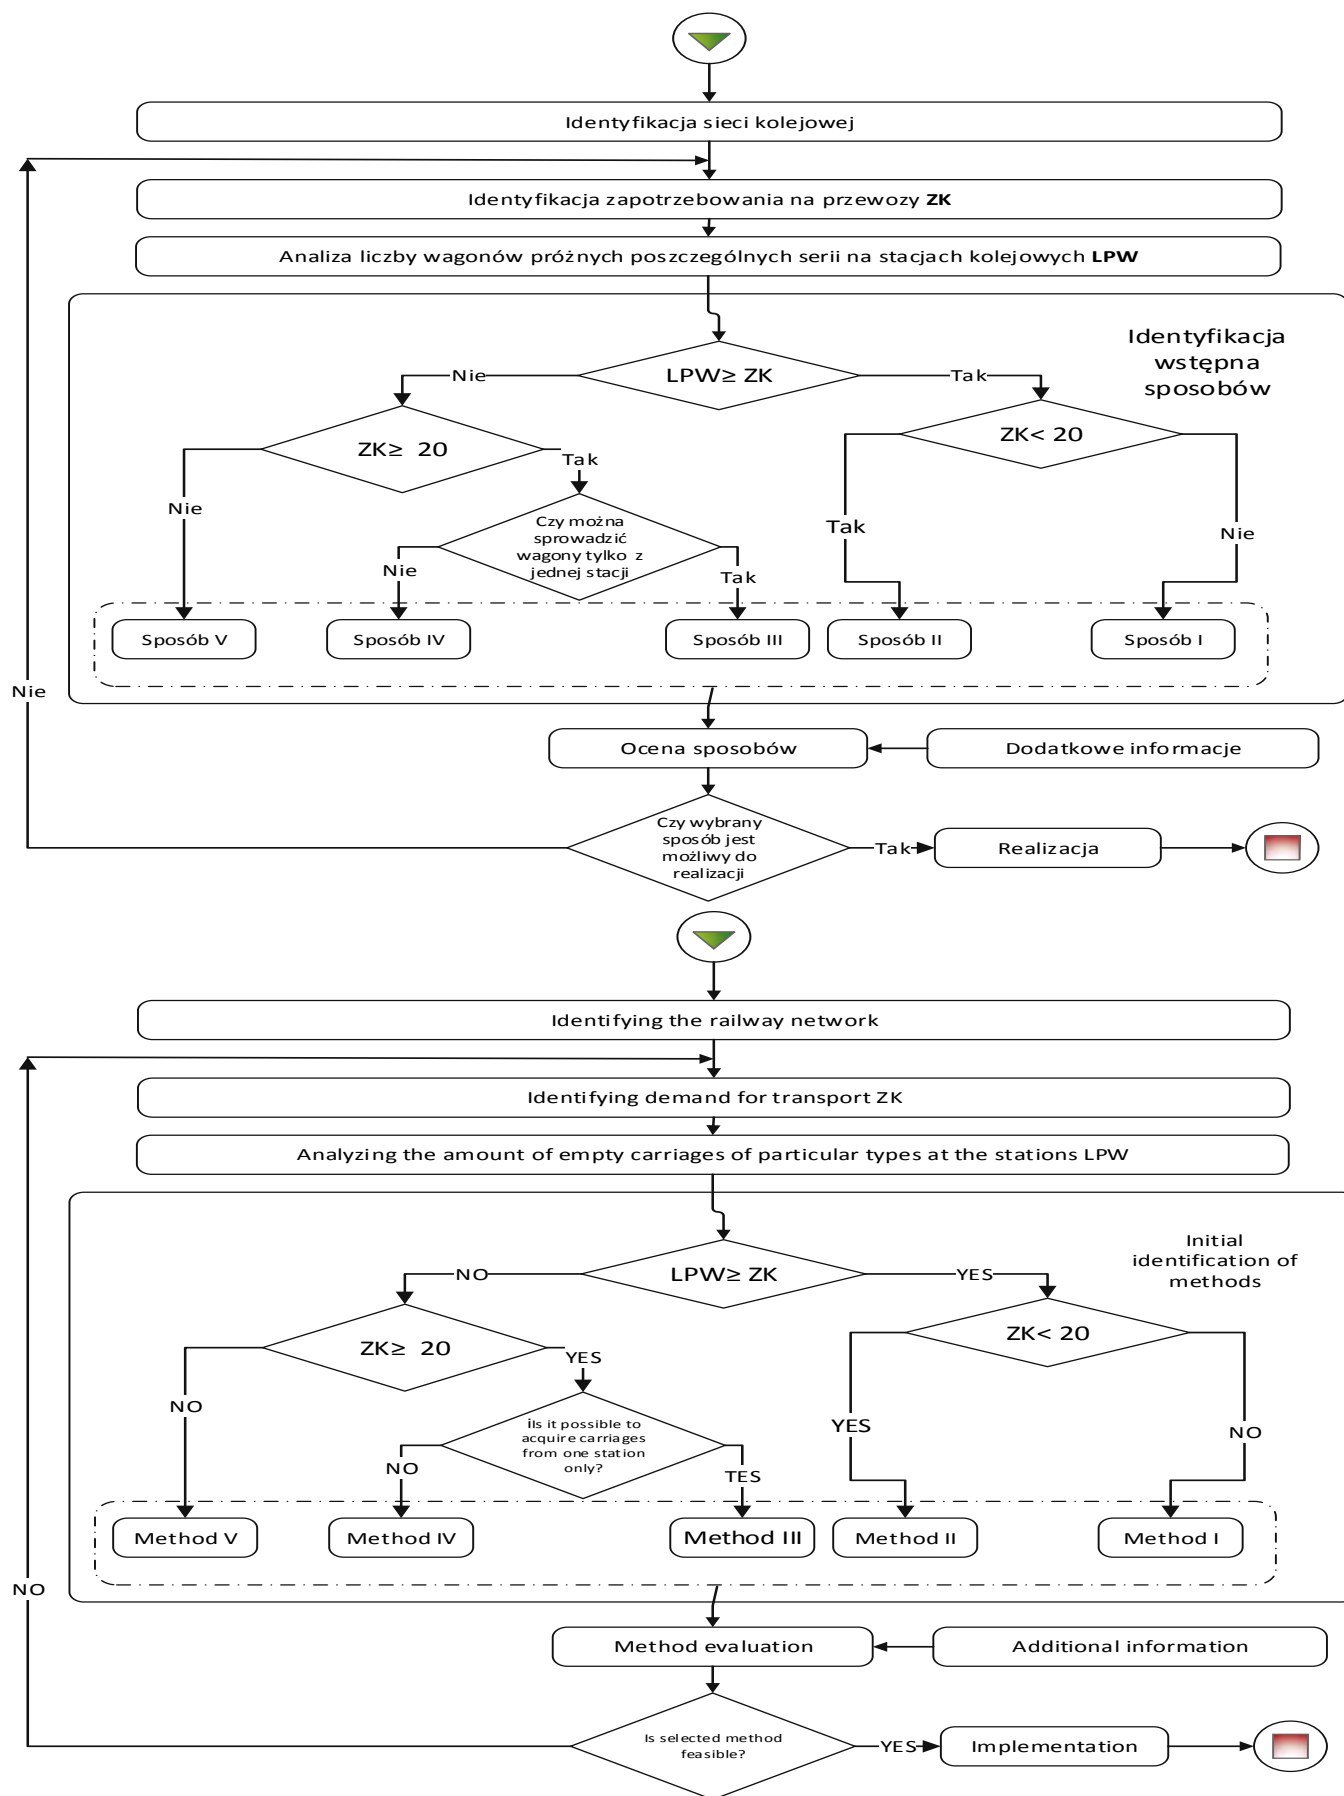 Identyfikacja sieci kolejowej
Identyfikacja zapotrzebowania na przewozy ZK
Analiza liczby wagonów próżnych poszczególnych serii na stacjach kolejowych LPW
Identyfikacja
wstępna
sposobów
LPW≥ ZK
Nie
Tak
ZK≥ 20
ZK< 20
Tak
Nie
Czy można
sprowadzić
wagony tylko z
jednej stacji
Tak
Nie
Nie
Tak
Sposób V
Sposób IV
Sposób III
Sposób II
Sposób I
Nie
Ocena sposobów
Dodatkowe informacje
Czy wybrany
sposób jest
możliwy do
realizacji
Tak
Realizacja
Identifying the railway network
Identifying demand for transport ZK
Analyzing the amount of empty carriages of particular types at the stations LPW
Initial
identification of
methods
LPW≥ ZK
NO
YES
ZK≥ 20
ZK< 20
YES
NO
iIs it possible to
acquire carriages
from one station
only?
YES
NO
NO
TES
Method V
Method IV
Method III
Method II
Method I
NO
Method evaluation
Additional information
Is selected method
feasible?
YES
Implementation